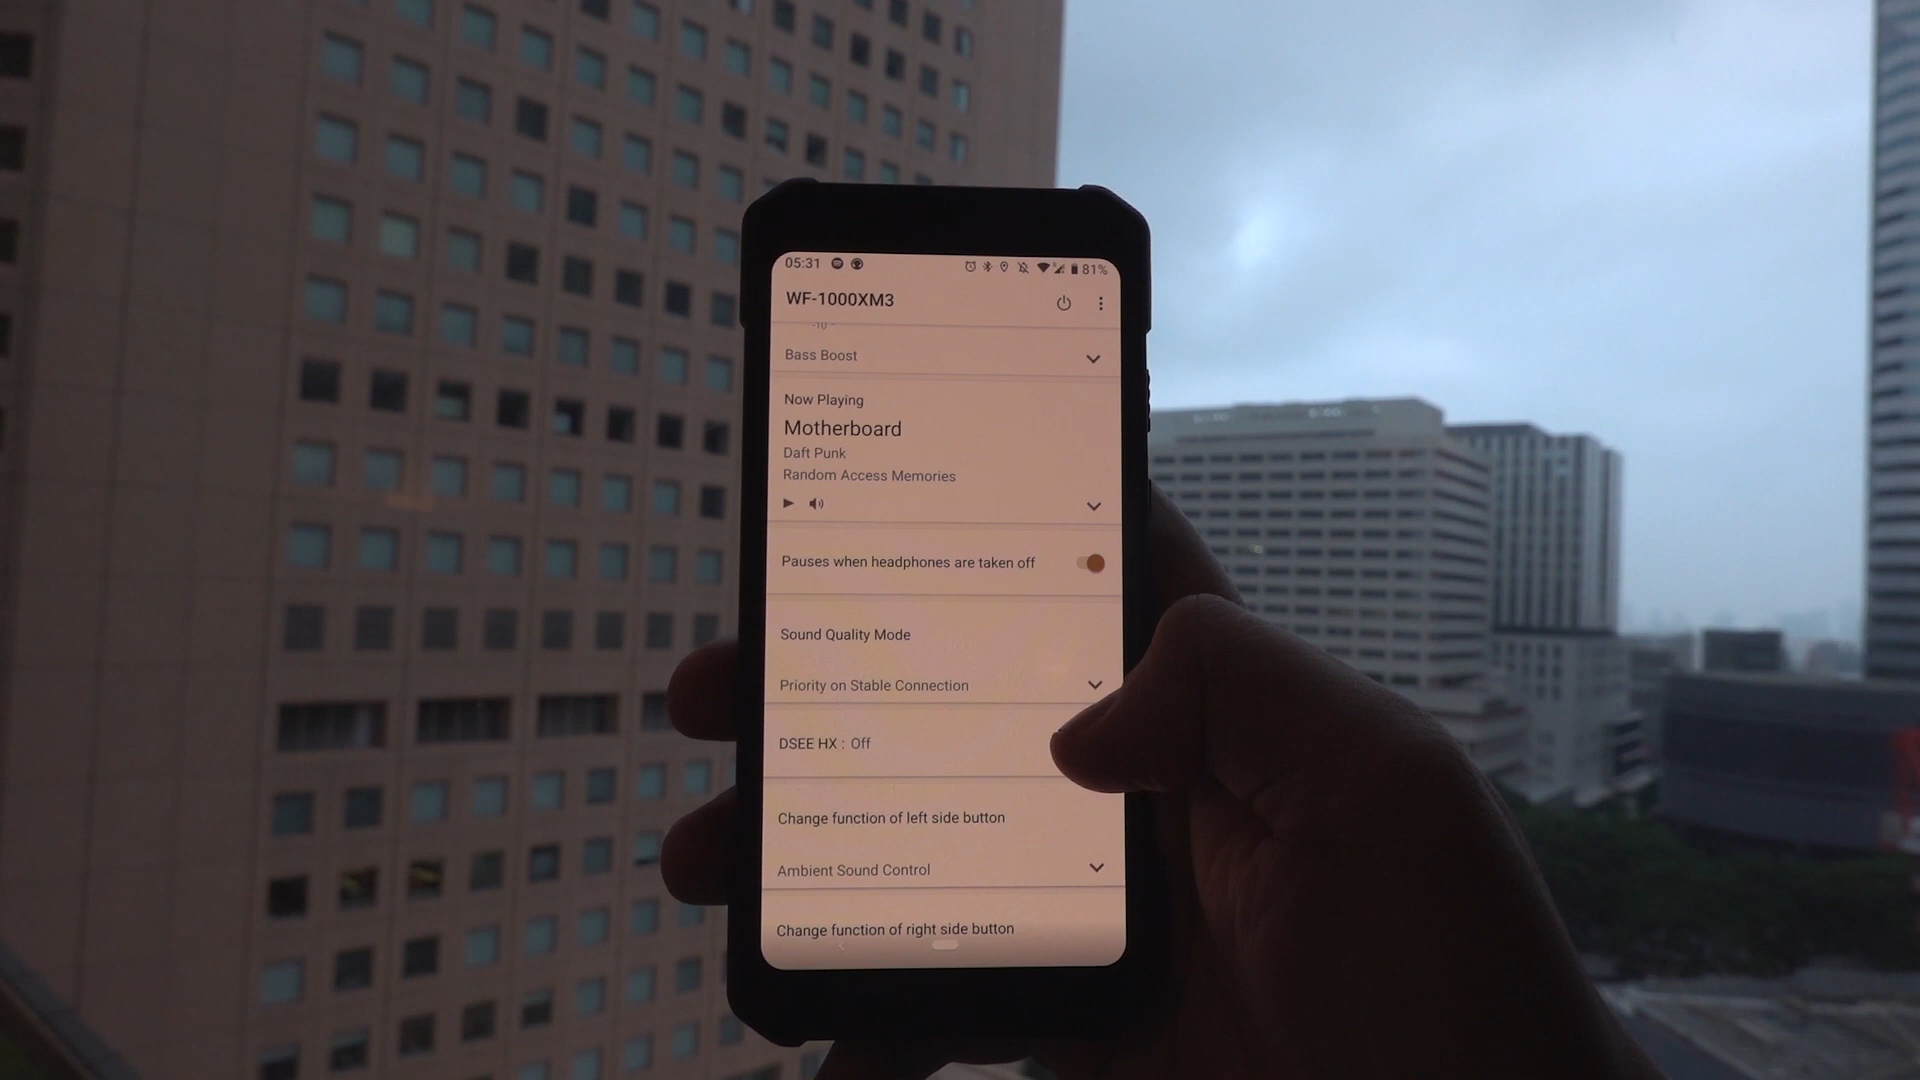 05:31 81%
WF-1000XM3
-10
Bass Boost
Now Playing
Motherboard
Daft Punk
Random Access Memories
Pauses when headphones are taken off
Sound Quality Mode
Priority on Stable Connection
DSEE HX : Off
Change function of left side button
Ambient Sound Control
Change function of right side button